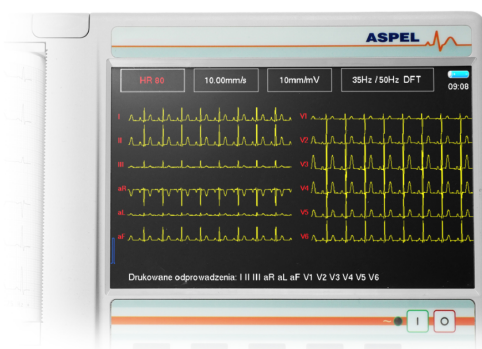 ASPEL
HR 80 10.00mm/s 10mm/mV 35Hz / 50Hz DFT
09:08
I V1
II V2
III V3
aR V4
aL V5
aF V6
Drukowane odprowadzenia: I II III aR aL aF V1 V2 V3 V4 V5 V6
~ I O